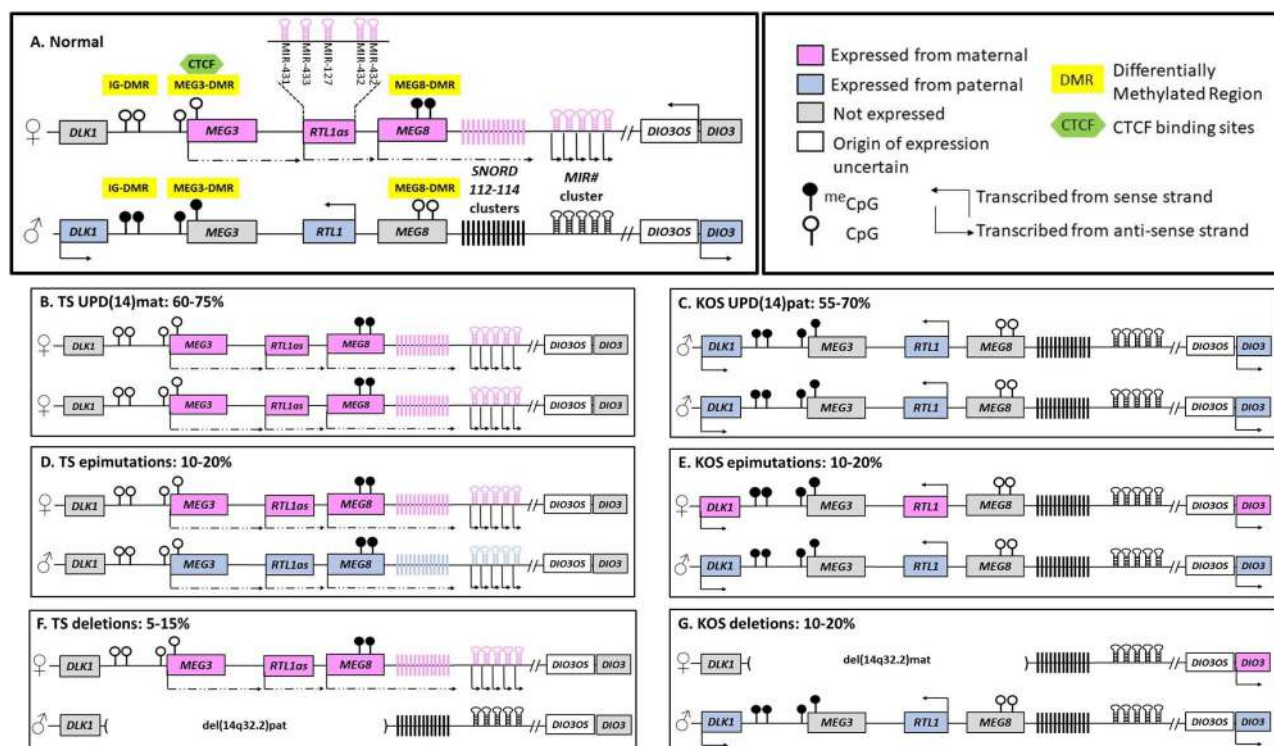 A. Normal
MIR-431
MIR-433
MIR-127
MIR-432
MIR-432
CTCF
IG-DMR MEG3-DMR MEG8-DMR
♀ DLK1 MEG3 RTL1as MEG8 // DIO3OS DIO3
SNORD
112-114
clusters
MIR#
cluster
IG-DMR MEG3-DMR MEG8-DMR
♂ DLK1 MEG3 RTL1 MEG8 // DIO3OS DIO3
Expressed from maternal
Expressed from paternal
Not expressed
Origin of expression
uncertain
meCpG
CpG
DMR Differentially
Methylated Region
CTCF CTCF binding sites
Transcribed from sense strand
Transcribed from anti-sense strand
B. TS UPD(14)mat: 60-75%
♀ DLK1 MEG3 RTL1as MEG8 // DIO3OS DIO3
♀ DLK1 MEG3 RTL1as MEG8 // DIO3OS DIO3
C. KOS UPD(14)pat: 55-70%
♂ DLK1 MEG3 RTL1 MEG8 // DIO3OS DIO3
♂ DLK1 MEG3 RTL1 MEG8 // DIO3OS DIO3
D. TS epimutations: 10-20%
♀ DLK1 MEG3 RTL1as MEG8 // DIO3OS DIO3
♂ DLK1 MEG3 RTL1as MEG8 // DIO3OS DIO3
E. KOS epimutations: 10-20%
♀ DLK1 MEG3 RTL1 MEG8 // DIO3OS DIO3
♂ DLK1 MEG3 RTL1 MEG8 // DIO3OS DIO3
F. TS deletions: 5-15%
♀ DLK1 MEG3 RTL1as MEG8 // DIO3OS DIO3
♂ DLK1 ( del(14q32.2)pat ) // DIO3OS DIO3
G. KOS deletions: 10-20%
♀ DLK1 ( del(14q32.2)mat ) // DIO3OS DIO3
♂ DLK1 MEG3 RTL1 MEG8 // DIO3OS DIO3